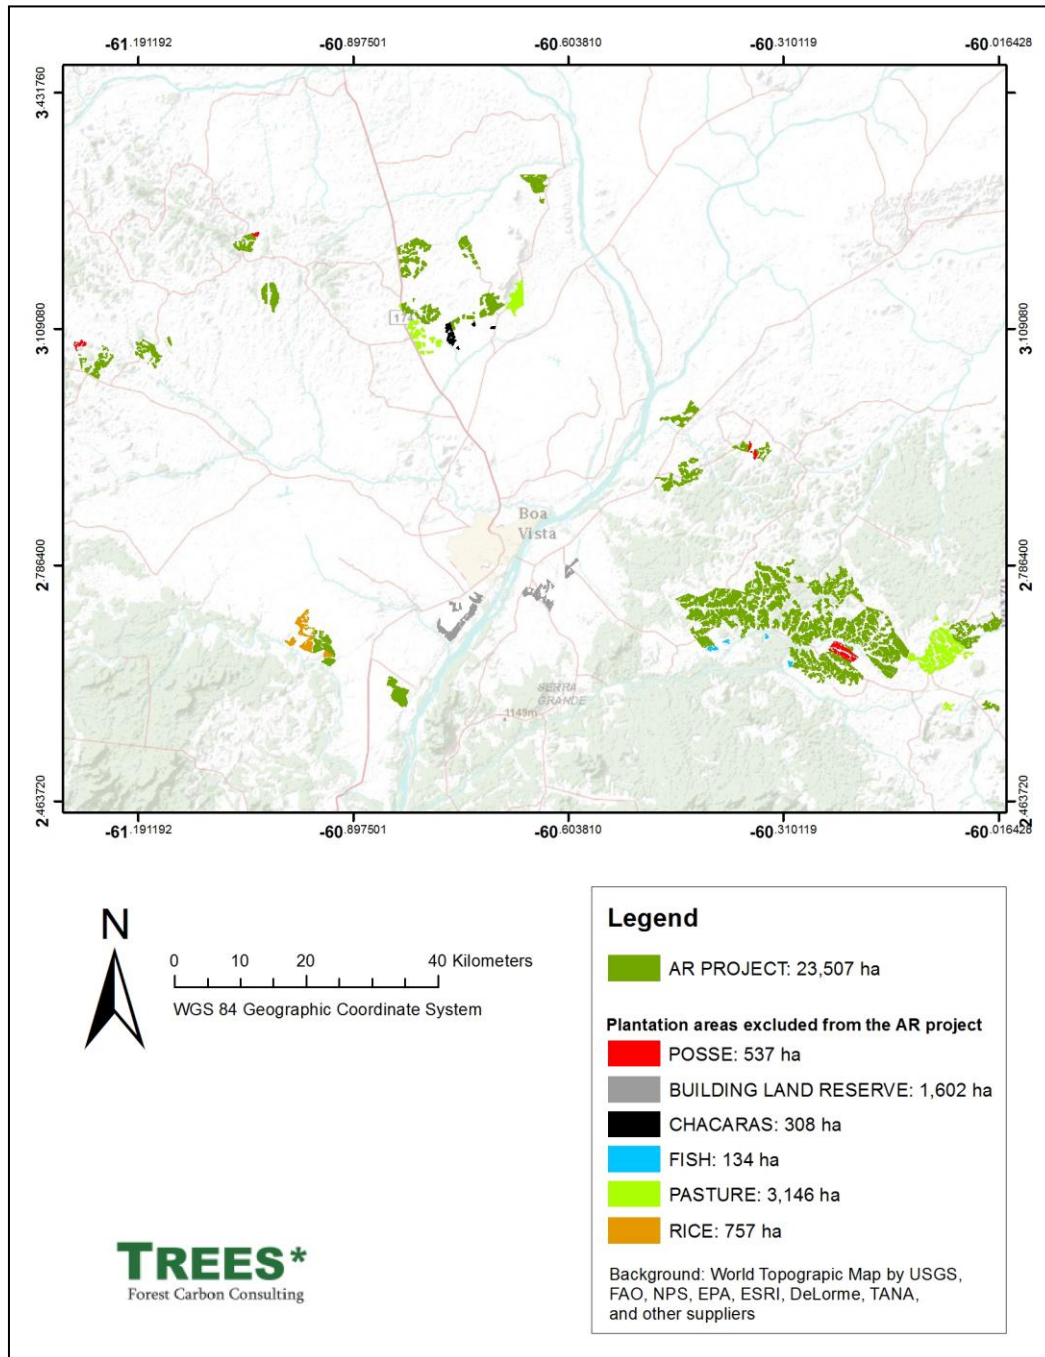 -61.191192 -60.897501 -60.603810 -60.310119 -60.016428
3.431760
3.109080 3.109080
2.786400 2.786400
2.463720 2.463720
174
Boa
Vista
SERRA
GRANDE
1149m
-61.191192 -60.897501 -60.603810 -60.310119 -60.016428
N
0 10 20 40 Kilometers
WGS 84 Geographic Coordinate System
Legend
AR PROJECT: 23,507 ha
Plantation areas excluded from the AR project
POSSE: 537 ha
BUILDING LAND RESERVE: 1,602 ha
CHACARAS: 308 ha
FISH: 134 ha
PASTURE: 3,146 ha
RICE: 757 ha
Background: World Topograpic Map by USGS,
FAO, NPS, EPA, ESRI, DeLorme, TANA,
and other suppliers
TREES*
Forest Carbon Consulting